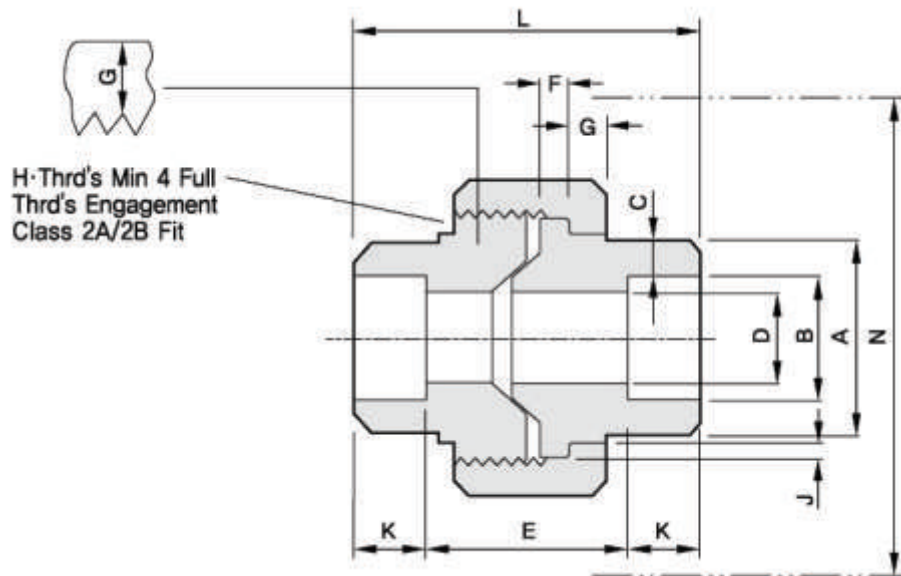 L
G
F
G
H·Thrd's Min 4 Full
Thrd's Engagement
Class 2A/2B Fit
C
D
B
A
N
J
K
E
K